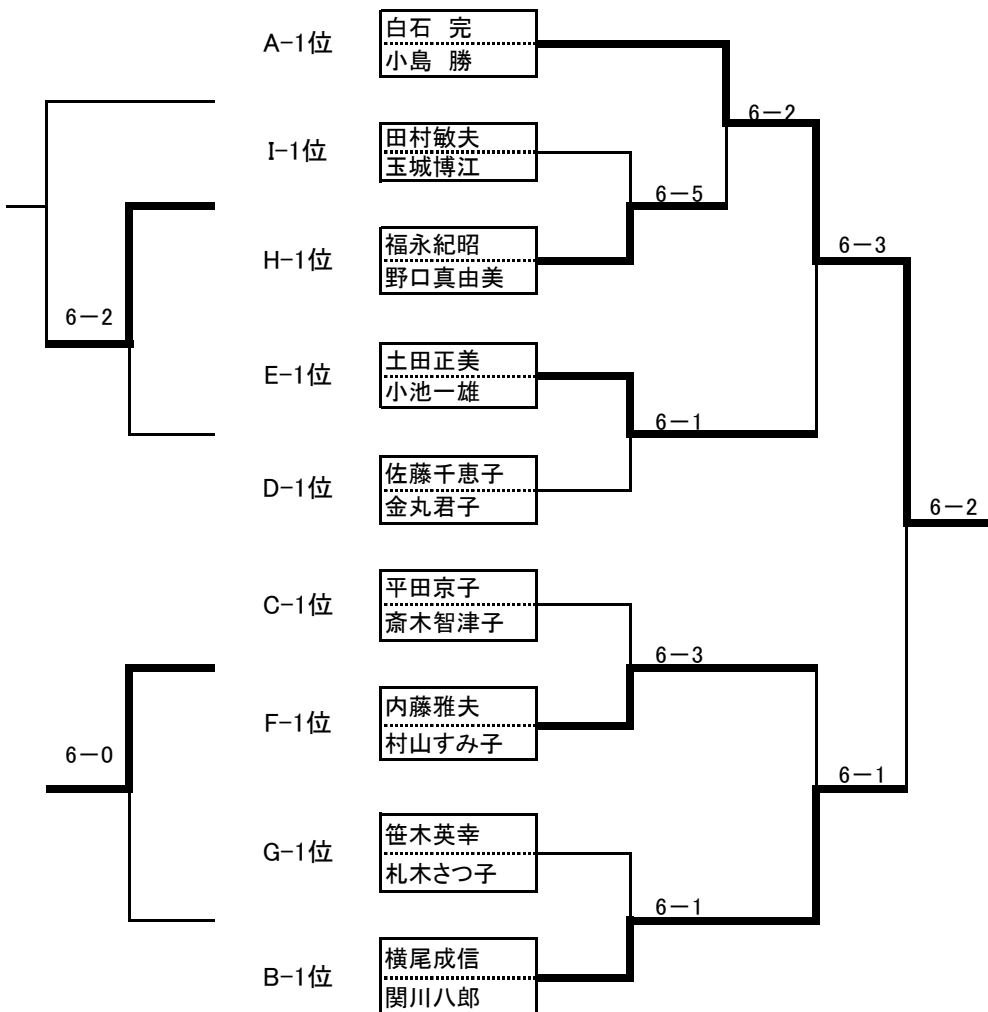 A-1位
白石　完
小島　勝
6－2
I-1位
田村敏夫
玉城博江
6－5
H-1位
福永紀昭
野口真由美
6－3
6－2
E-1位
土田正美
小池一雄
6－1
D-1位
佐藤千恵子
金丸君子
6－2
C-1位
平田京子
斎木智津子
6－3
F-1位
内藤雅夫
村山すみ子
6－0
6－1
G-1位
笹木英幸
札木さつ子
6－1
B-1位
横尾成信
関川八郎